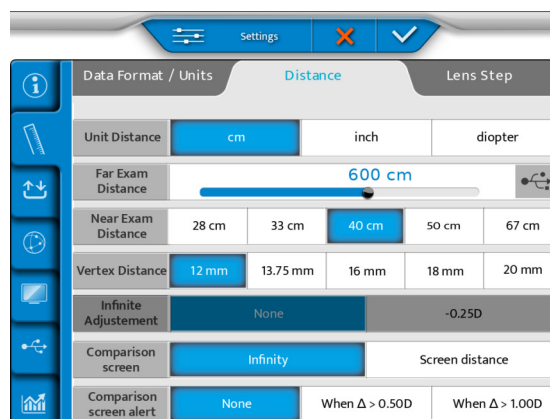 Settings
Data Format / Units Distance Lens Step
Unit Distance cm inch diopter
Far Exam Distance 600 cm
Near Exam Distance 28 cm 33 cm 40 cm 50 cm 67 cm
Vertex Distance 12 mm 13.75 mm 16 mm 18 mm 20 mm
Infinite Adjustement None -0.25D
Comparison screen Infinity Screen distance
Comparison screen alert None When Δ > 0.50D When Δ > 1.00D